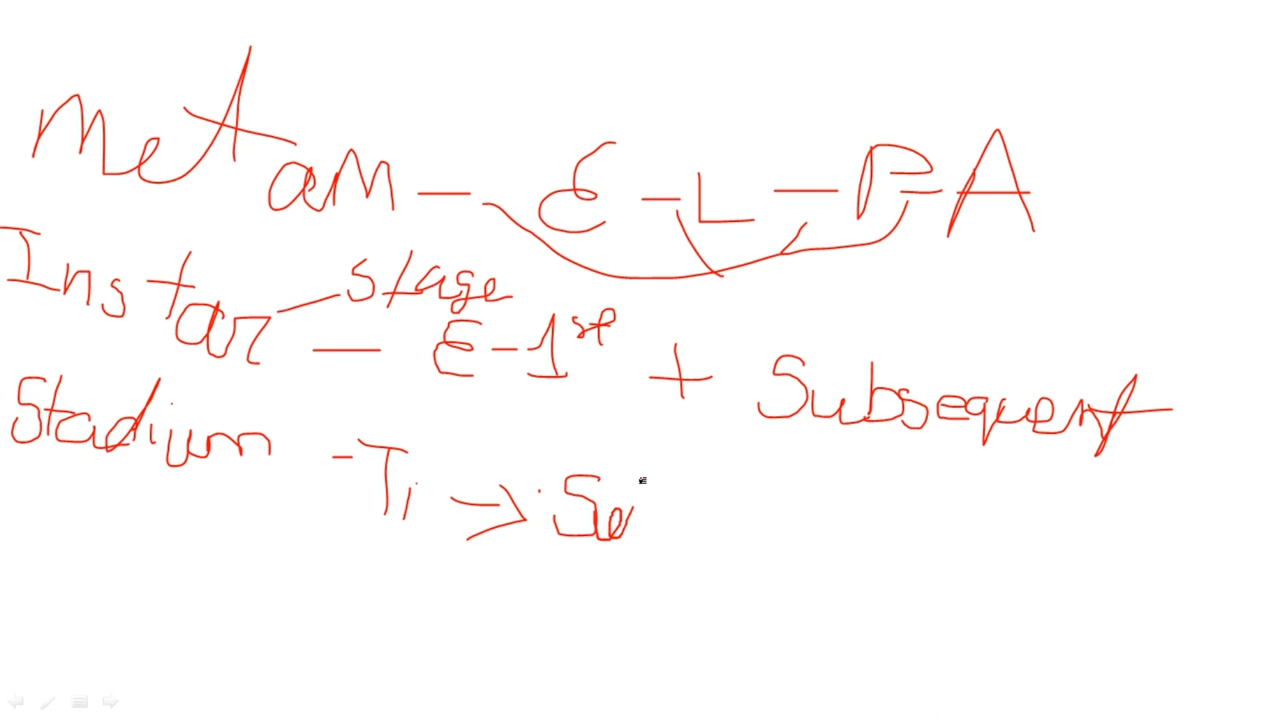 Metam - E - L - P - A
Instar - stage
- E - 1st + Subsequent
Stadium - Ti → Se